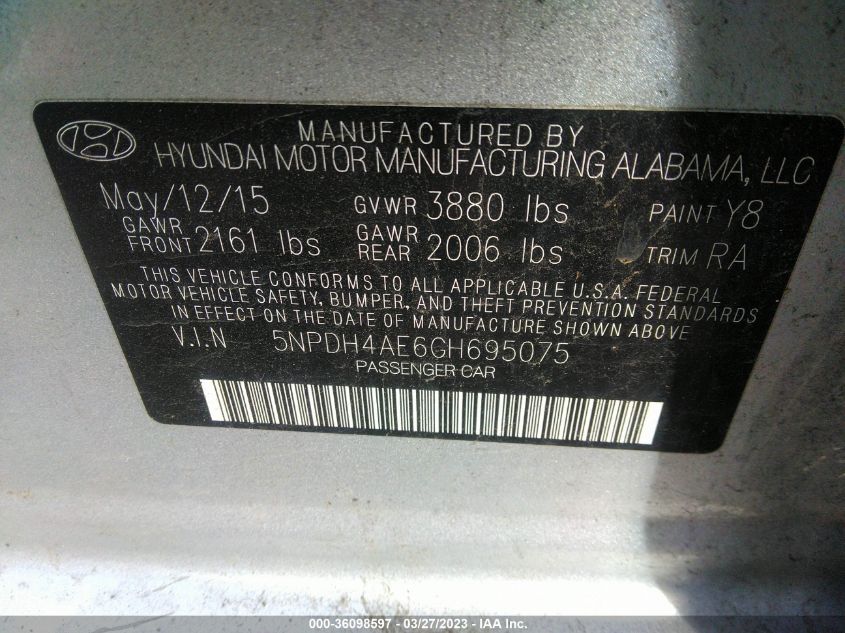 MANUFACTURED BY
HYUNDAI MOTOR MANUFACTURING ALABAMA, LLC
May/12/15 GVWR 3880 lbs PAINT Y8
GAWR FRONT 2161 lbs GAWR REAR 2006 lbs TRIM RA
THIS VEHICLE CONFORMS TO ALL APPLICABLE U.S.A. FEDERAL
MOTOR VEHICLE SAFETY, BUMPER, AND THEFT PREVENTION STANDARDS
IN EFFECT ON THE DATE OF MANUFACTURE SHOWN ABOVE
V.I.N 5NPDH4AE6GH695075
PASSENGER CAR
000-36098597 - 03/27/2023 - © IAA Inc.